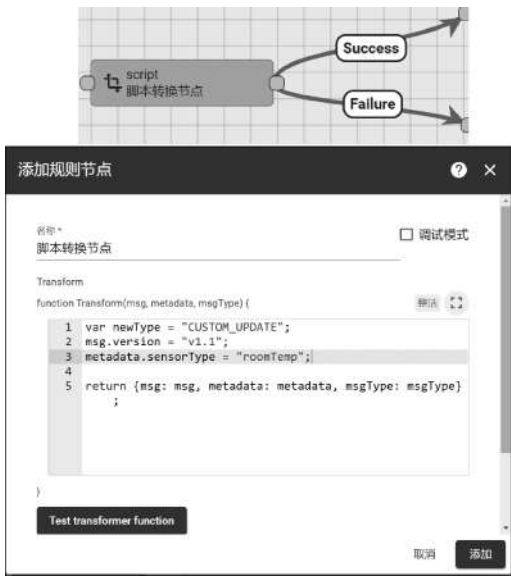 Success
script
脚本转换节点
Failure
添加规则节点
名称*
脚本转换节点
调试模式
Transform
function Transform(msg, metadata, msgType) {
整洁
1 var newType = "CUSTOM_UPDATE";
2 msg.version = "v1.1";
3 metadata.sensorType = "roomTemp";
4
5 return {msg: msg, metadata: metadata, msgType: msgType}
;
}
Test transformer function
取消
添加